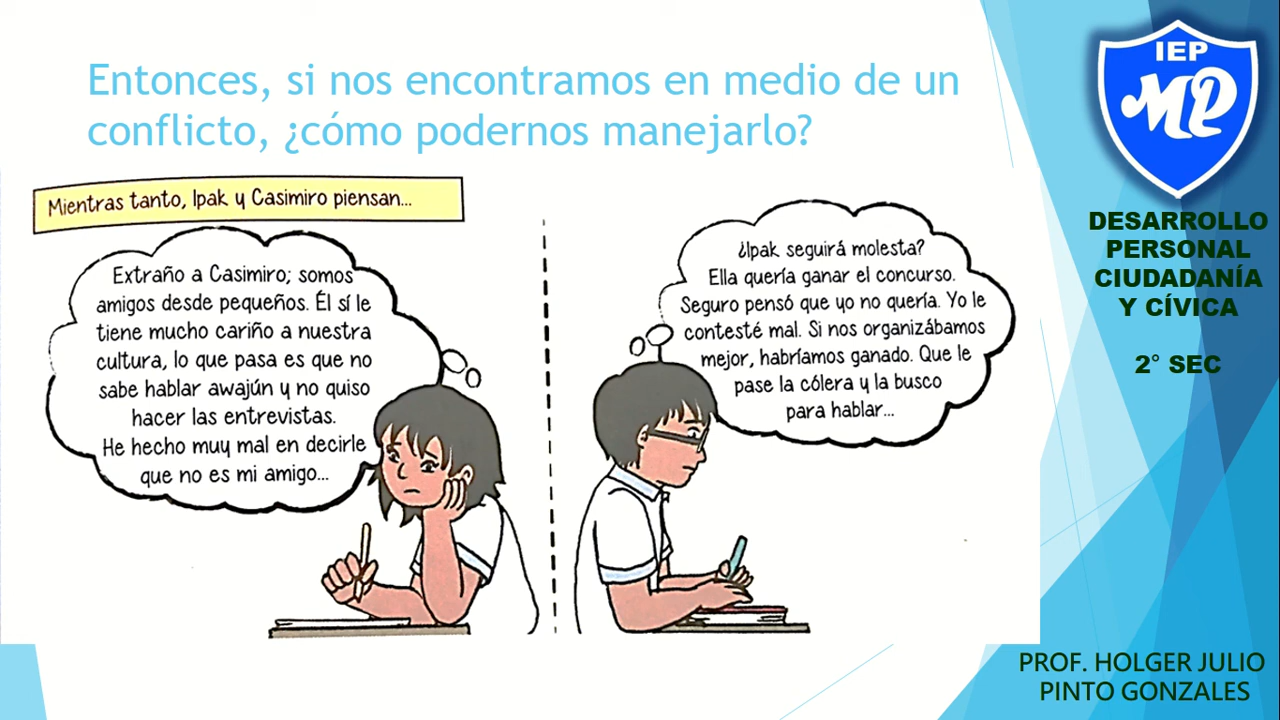 Entonces, si nos encontramos en medio de un
conflicto, ¿cómo podernos manejarlo?
Mientras tanto, Ipak y Casimiro piensan...
Extraño a Casimiro; somos
amigos desde pequeños. Él sí le
tiene mucho cariño a nuestra
cultura, lo que pasa es que no
sabe hablar awajún y no quiso
hacer las entrevistas.
He hecho muy mal en decirle
que no es mi amigo...
¿Ipak seguirá molesta?
Ella quería ganar el concurso.
Seguro pensó que yo no quería. Yo le
contesté mal. Si nos organizábamos
mejor, habríamos ganado. Que le
pase la cólera y la busco
para hablar...
IEP
MP
DESARROLLO
PERSONAL
CIUDADANÍA
Y CÍVICA
2° SEC
PROF. HOLGER JULIO
PINTO GONZALES